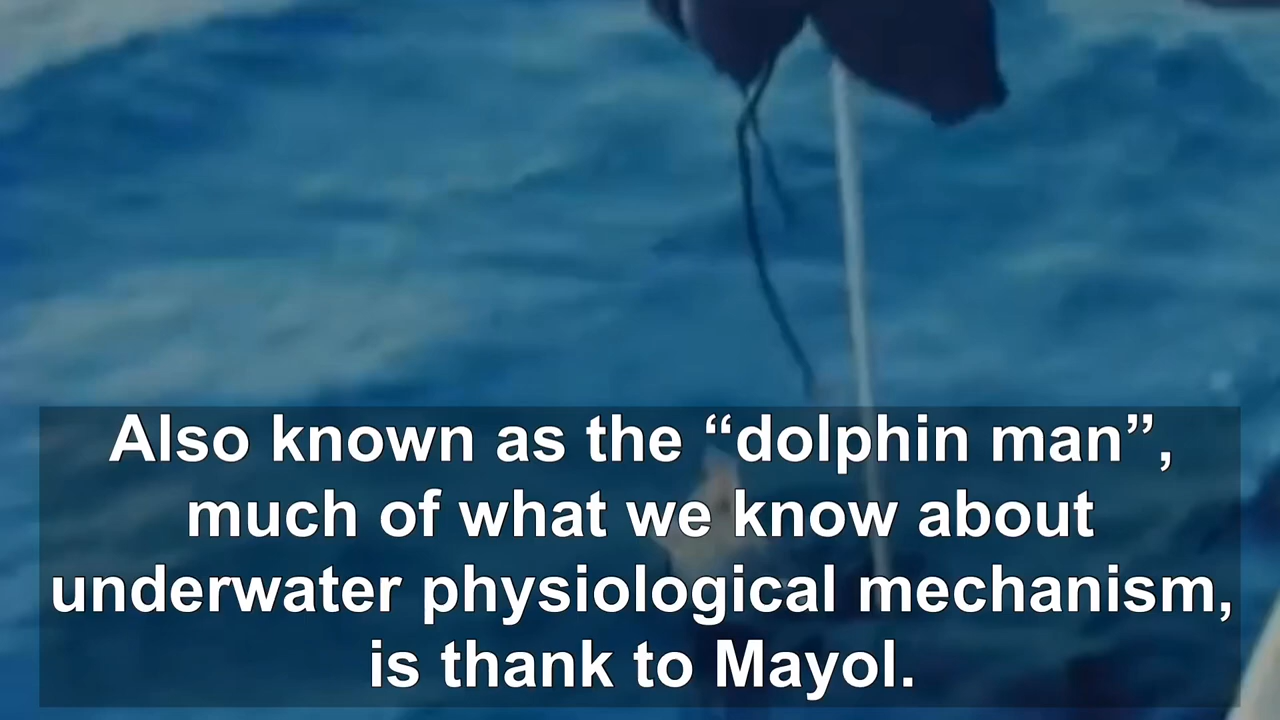 Also known as the “dolphin man”,
much of what we know about
underwater physiological mechanism,
is thank to Mayol.